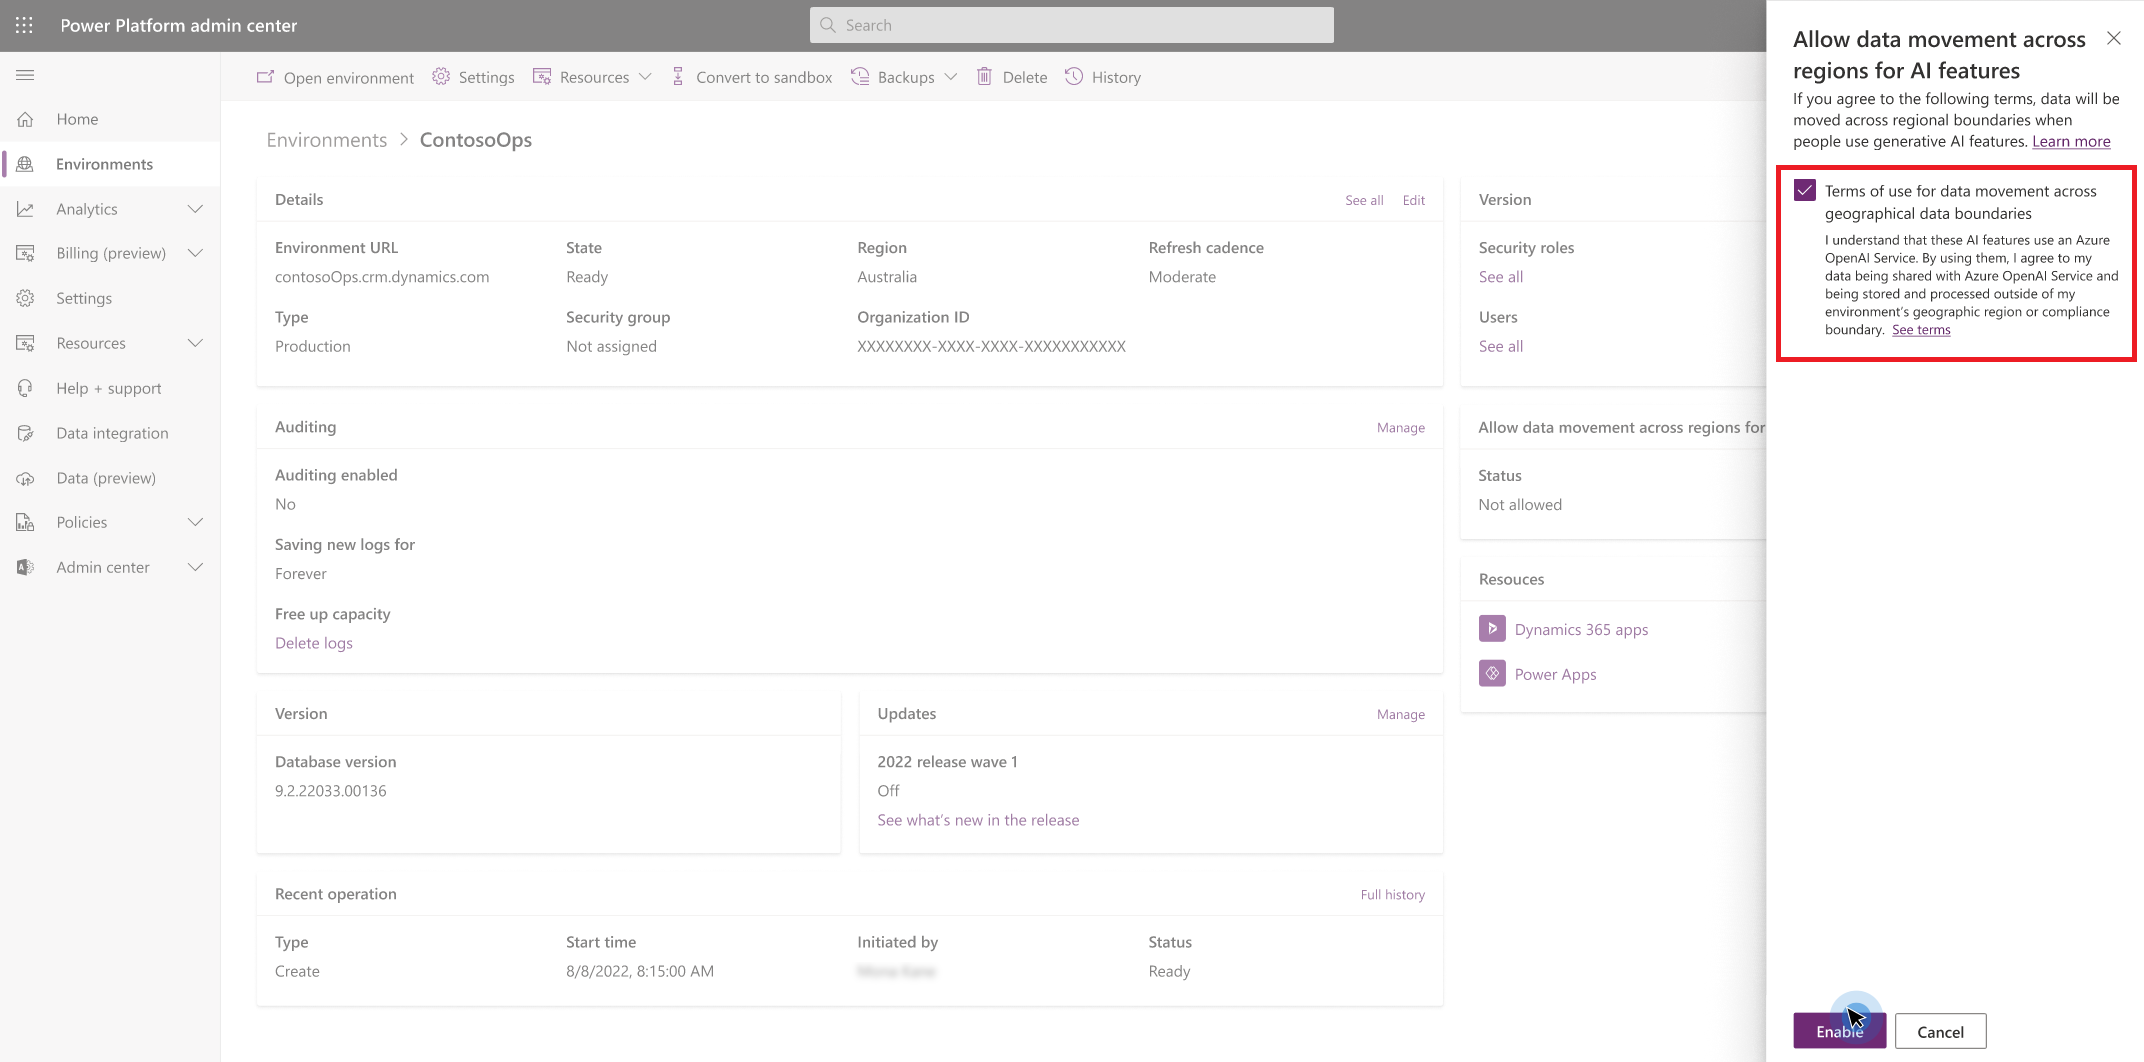 Power Platform admin center
Search
Home
Environments
Analytics
Billing (preview)
Settings
Resources
Help + support
Data integration
Data (preview)
Policies
Admin center
Open environment
Settings
Resources
Convert to sandbox
Backups
Delete
History
Environments > ContosoOps
Details
See all
Edit
Environment URL
contosoOps.crm.dynamics.com
State
Ready
Region
Australia
Refresh cadence
Moderate
Type
Production
Security group
Not assigned
Organization ID
XXXXXXXX-XXXX-XXXX-XXXXXXXXXXX
Auditing
Manage
Auditing enabled
No
Saving new logs for
Forever
Free up capacity
Delete logs
Version
Database version
9.2.22033.00136
Updates
Manage
2022 release wave 1
Off
See what's new in the release
Recent operation
Full history
Type
Create
Start time
8/8/2022, 8:15:00 AM
Initiated by
Status
Ready
Version
Security roles
See all
Users
See all
Allow data movement across regions for
Status
Not allowed
Resouces
Dynamics 365 apps
Power Apps
Allow data movement across
regions for AI features
If you agree to the following terms, data will be
moved across regional boundaries when
people use generative AI features. Learn more
Terms of use for data movement across
geographical data boundaries
I understand that these AI features use an Azure
OpenAI Service. By using them, I agree to my
data being shared with Azure OpenAI Service and
being stored and processed outside of my
environment's geographic region or compliance
boundary. See terms
Enable
Cancel